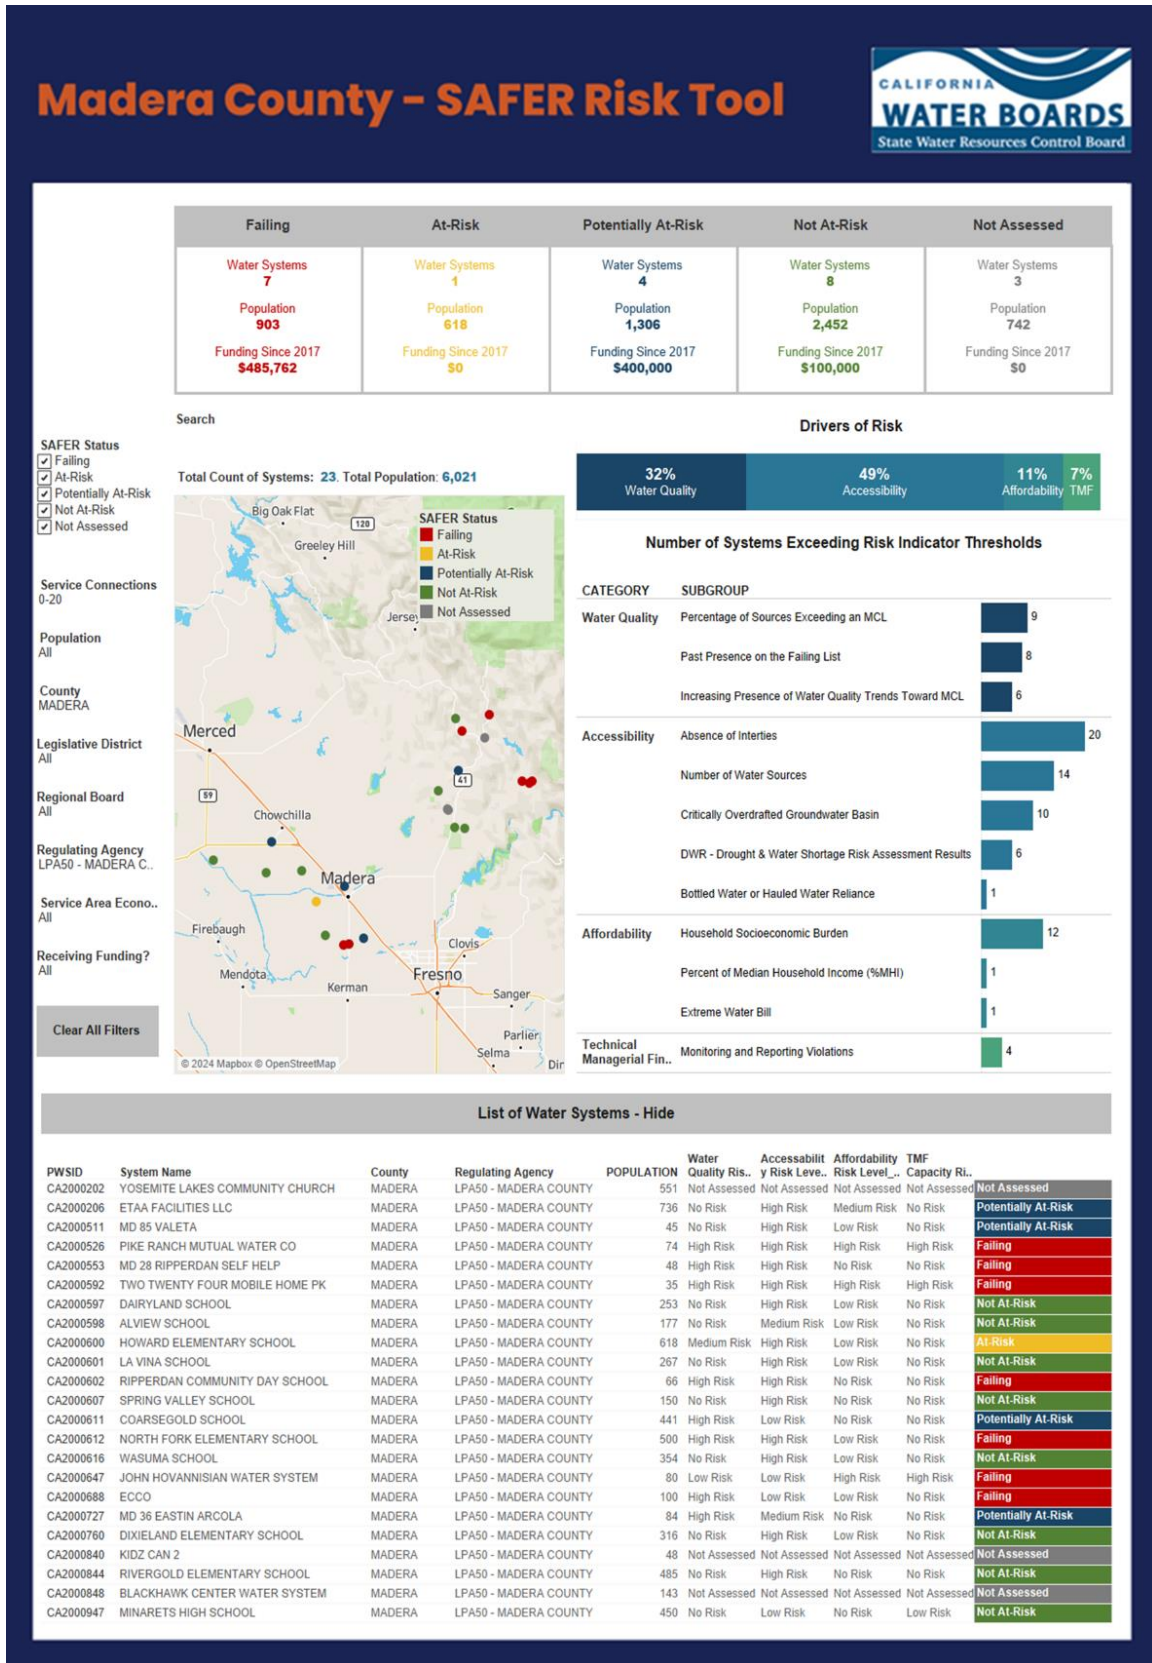 Madera County - SAFER Risk Tool
CALIFORNIA
WATER BOARDS
State Water Resources Control Board
Failing At-Risk Potentially At-Risk Not At-Risk Not Assessed
Water Systems Water Systems Water Systems Water Systems Water Systems
7 1 4 8 3
Population Population Population Population Population
903 618 1,306 2,452 742
Funding Since 2017 Funding Since 2017 Funding Since 2017 Funding Since 2017 Funding Since 2017
$485,762 $0 $400,000 $100,000 $0
Search
Total Count of Systems: 23, Total Population: 6,021
SAFER Status
Failing
At-Risk
Potentially At-Risk
Not At-Risk
Not Assessed
Service Connections
0-20
Population
All
County
MADERA
Legislative District
All
Regional Board
All
Regulating Agency
LPA50 - MADERA C..
Service Area Econo..
All
Receiving Funding?
All
Clear All Filters
Big Oak Flat
120
Greeley Hill
Jersey
SAFER Status
Failing
At-Risk
Potentially At-Risk
Not At-Risk
Not Assessed
Merced
41
59
Chowchilla
Madera
Firebaugh
Clovis
Mendota
Fresno
Kerman
Sanger
Parlier
Selma
Din
© 2024 Mapbox © OpenStreetMap
Drivers of Risk
32% 49% 11% 7%
Water Quality Accessibility Affordability TMF
Number of Systems Exceeding Risk Indicator Thresholds
CATEGORY SUBGROUP
Water Quality Percentage of Sources Exceeding an MCL 9
Past Presence on the Failing List 8
Increasing Presence of Water Quality Trends Toward MCL 6
Accessibility Absence of Interties 20
Number of Water Sources 14
Critically Overdrafted Groundwater Basin 10
DWR - Drought & Water Shortage Risk Assessment Results 6
Bottled Water or Hauled Water Reliance 1
Affordability Household Socioeconomic Burden 12
Percent of Median Household Income (%MHI) 1
Extreme Water Bill 1
Technical
Managerial Fin.. Monitoring and Reporting Violations 4
List of Water Systems - Hide
Water Accessabilit Affordability TMF
PWSID System Name County Regulating Agency POPULATION Quality Ris.. y Risk Leve.. Risk Level_.. Capacity Ri..
CA2000202 YOSEMITE LAKES COMMUNITY CHURCH MADERA LPA50 - MADERA COUNTY 551 Not Assessed Not Assessed Not Assessed Not Assessed Not Assessed
CA2000206 ETAA FACILITIES LLC MADERA LPA50 - MADERA COUNTY 736 No Risk High Risk Medium Risk No Risk Potentially At-Risk
CA2000511 MD 85 VALETA MADERA LPA50 - MADERA COUNTY 45 No Risk High Risk Low Risk No Risk Potentially At-Risk
CA2000526 PIKE RANCH MUTUAL WATER CO MADERA LPA50 - MADERA COUNTY 74 High Risk High Risk High Risk High Risk Failing
CA2000553 MD 28 RIPPERDAN SELF HELP MADERA LPA50 - MADERA COUNTY 48 High Risk High Risk No Risk No Risk Failing
CA2000592 TWO TWENTY FOUR MOBILE HOME PK MADERA LPA50 - MADERA COUNTY 35 High Risk High Risk High Risk High Risk Failing
CA2000597 DAIRYLAND SCHOOL MADERA LPA50 - MADERA COUNTY 253 No Risk High Risk Low Risk No Risk Not At-Risk
CA2000598 ALVIEW SCHOOL MADERA LPA50 - MADERA COUNTY 177 No Risk Medium Risk Low Risk No Risk Not At-Risk
CA2000600 HOWARD ELEMENTARY SCHOOL MADERA LPA50 - MADERA COUNTY 618 Medium Risk High Risk Low Risk No Risk At-Risk
CA2000601 LA VINA SCHOOL MADERA LPA50 - MADERA COUNTY 267 No Risk High Risk Low Risk No Risk Not At-Risk
CA2000602 RIPPERDAN COMMUNITY DAY SCHOOL MADERA LPA50 - MADERA COUNTY 66 High Risk High Risk No Risk No Risk Failing
CA2000607 SPRING VALLEY SCHOOL MADERA LPA50 - MADERA COUNTY 150 No Risk High Risk No Risk No Risk Not At-Risk
CA2000611 COARSEGOLD SCHOOL MADERA LPA50 - MADERA COUNTY 441 High Risk Low Risk No Risk No Risk Potentially At-Risk
CA2000612 NORTH FORK ELEMENTARY SCHOOL MADERA LPA50 - MADERA COUNTY 500 High Risk High Risk Low Risk No Risk Failing
CA2000616 WASUMA SCHOOL MADERA LPA50 - MADERA COUNTY 354 No Risk High Risk Low Risk No Risk Not At-Risk
CA2000647 JOHN HOVANNISIAN WATER SYSTEM MADERA LPA50 - MADERA COUNTY 80 Low Risk Low Risk High Risk High Risk Failing
CA2000688 ECCO MADERA LPA50 - MADERA COUNTY 100 High Risk Low Risk Low Risk No Risk Failing
CA2000727 MD 36 EASTIN ARCOLA MADERA LPA50 - MADERA COUNTY 84 High Risk Medium Risk No Risk No Risk Potentially At-Risk
CA2000760 DIXIELAND ELEMENTARY SCHOOL MADERA LPA50 - MADERA COUNTY 316 No Risk High Risk Low Risk No Risk Not At-Risk
CA2000840 KIDZ CAN 2 MADERA LPA50 - MADERA COUNTY 48 Not Assessed Not Assessed Not Assessed Not Assessed Not Assessed
CA2000844 RIVERGOLD ELEMENTARY SCHOOL MADERA LPA50 - MADERA COUNTY 485 No Risk High Risk No Risk No Risk Not At-Risk
CA2000848 BLACKHAWK CENTER WATER SYSTEM MADERA LPA50 - MADERA COUNTY 143 Not Assessed Not Assessed Not Assessed Not Assessed Not Assessed
CA2000947 MINARETS HIGH SCHOOL MADERA LPA50 - MADERA COUNTY 450 No Risk Low Risk No Risk Low Risk Not At-Risk